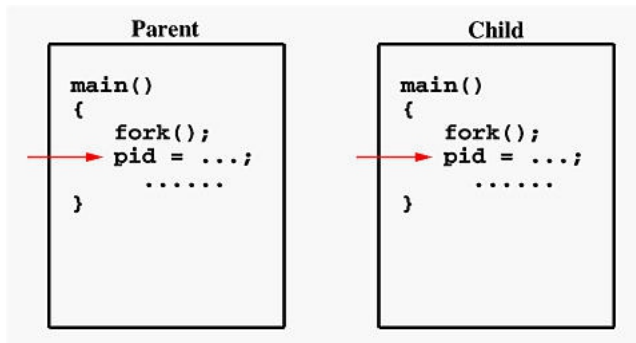 Parent
main()
{
fork();
pid = ...;
......
}
Child
main()
{
fork();
pid = ...;
......
}